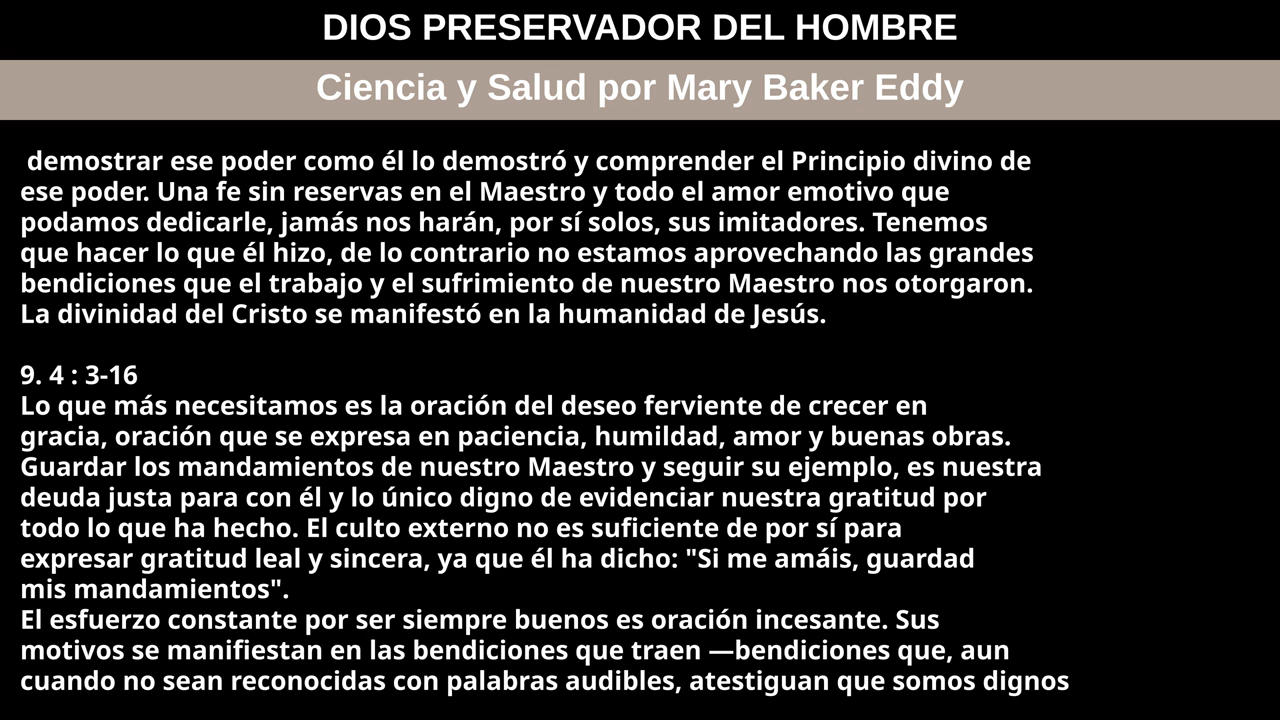 DIOS PRESERVADOR DEL HOMBRE
Ciencia y Salud por Mary Baker Eddy
demostrar ese poder como él lo demostró y comprender el Principio divino de
ese poder. Una fe sin reservas en el Maestro y todo el amor emotivo que
podamos dedicarle, jamás nos harán, por sí solos, sus imitadores. Tenemos
que hacer lo que él hizo, de lo contrario no estamos aprovechando las grandes
bendiciones que el trabajo y el sufrimiento de nuestro Maestro nos otorgaron.
La divinidad del Cristo se manifestó en la humanidad de Jesús.
9. 4 : 3-16
Lo que más necesitamos es la oración del deseo ferviente de crecer en
gracia, oración que se expresa en paciencia, humildad, amor y buenas obras.
Guardar los mandamientos de nuestro Maestro y seguir su ejemplo, es nuestra
deuda justa para con él y lo único digno de evidenciar nuestra gratitud por
todo lo que ha hecho. El culto externo no es suficiente de por sí para
expresar gratitud leal y sincera, ya que él ha dicho: "Si me amáis, guardad
mis mandamientos".
El esfuerzo constante por ser siempre buenos es oración incesante. Sus
motivos se manifiestan en las bendiciones que traen —bendiciones que, aun
cuando no sean reconocidas con palabras audibles, atestiguan que somos dignos